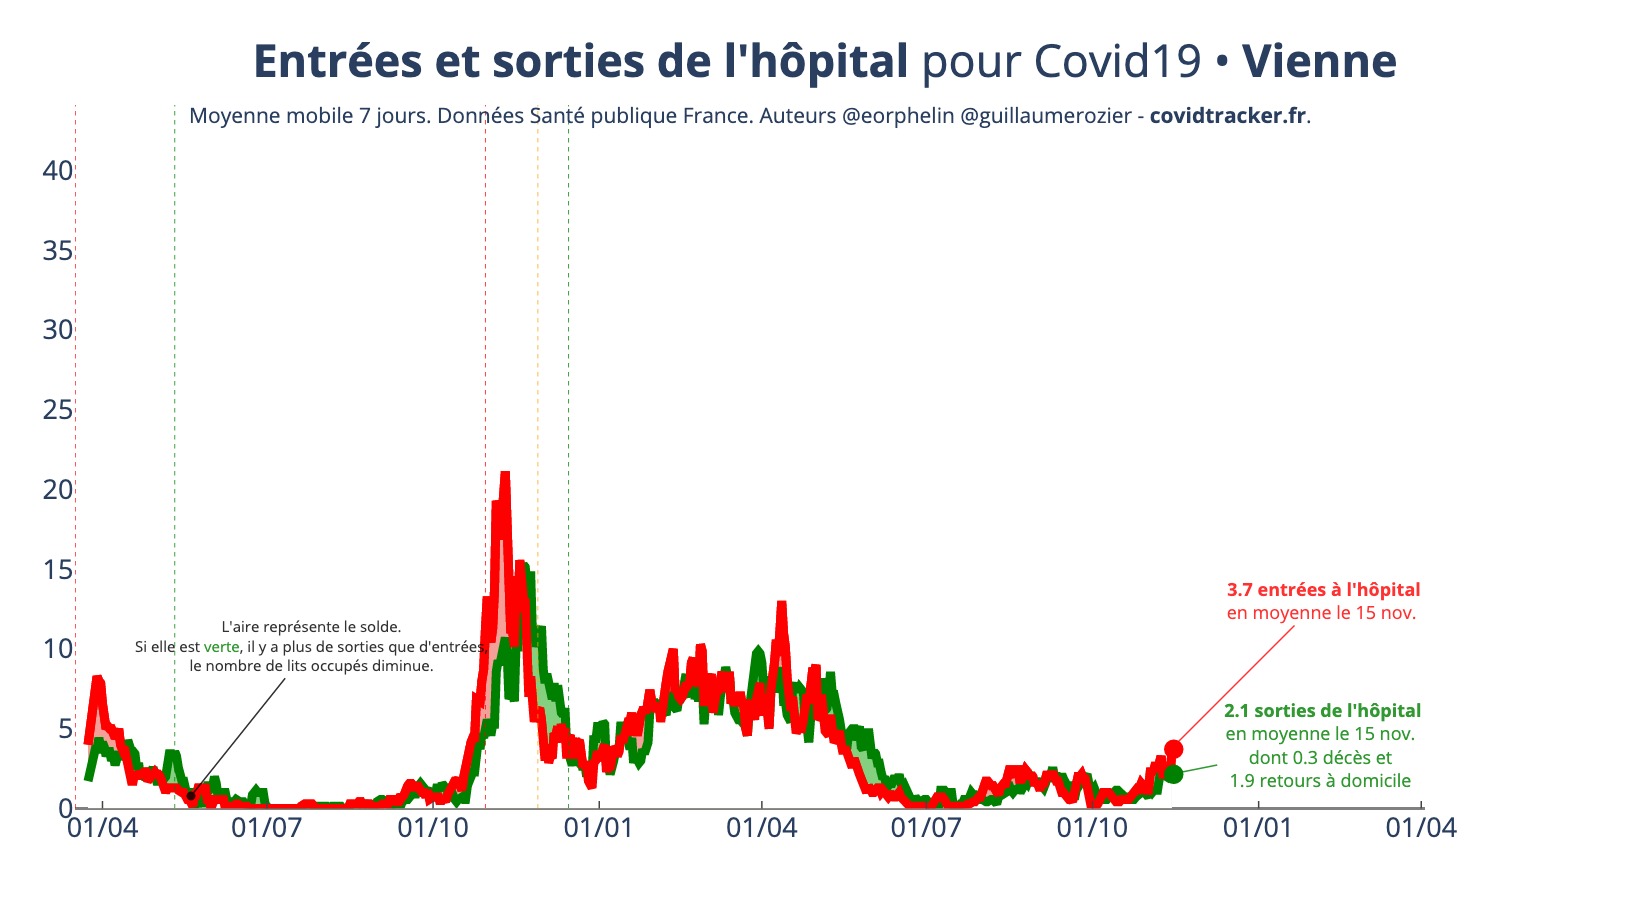 Entrées et sorties de l'hôpital pour Covid19 • Vienne
Moyenne mobile 7 jours. Données Santé publique France. Auteurs @eorphelin @guillaumerozier - covidtracker.fr.
40
35
30
25
20
15
10
5
0
L'aire représente le solde.
Si elle est verte, il y a plus de sorties que d'entrées,
le nombre de lits occupés diminue.
3.7 entrées à l'hôpital
en moyenne le 15 nov.
2.1 sorties de l'hôpital
en moyenne le 15 nov.
dont 0.3 décès et
1.9 retours à domicile
01/04 01/07 01/10 01/01 01/04 01/07 01/10 01/01 01/04